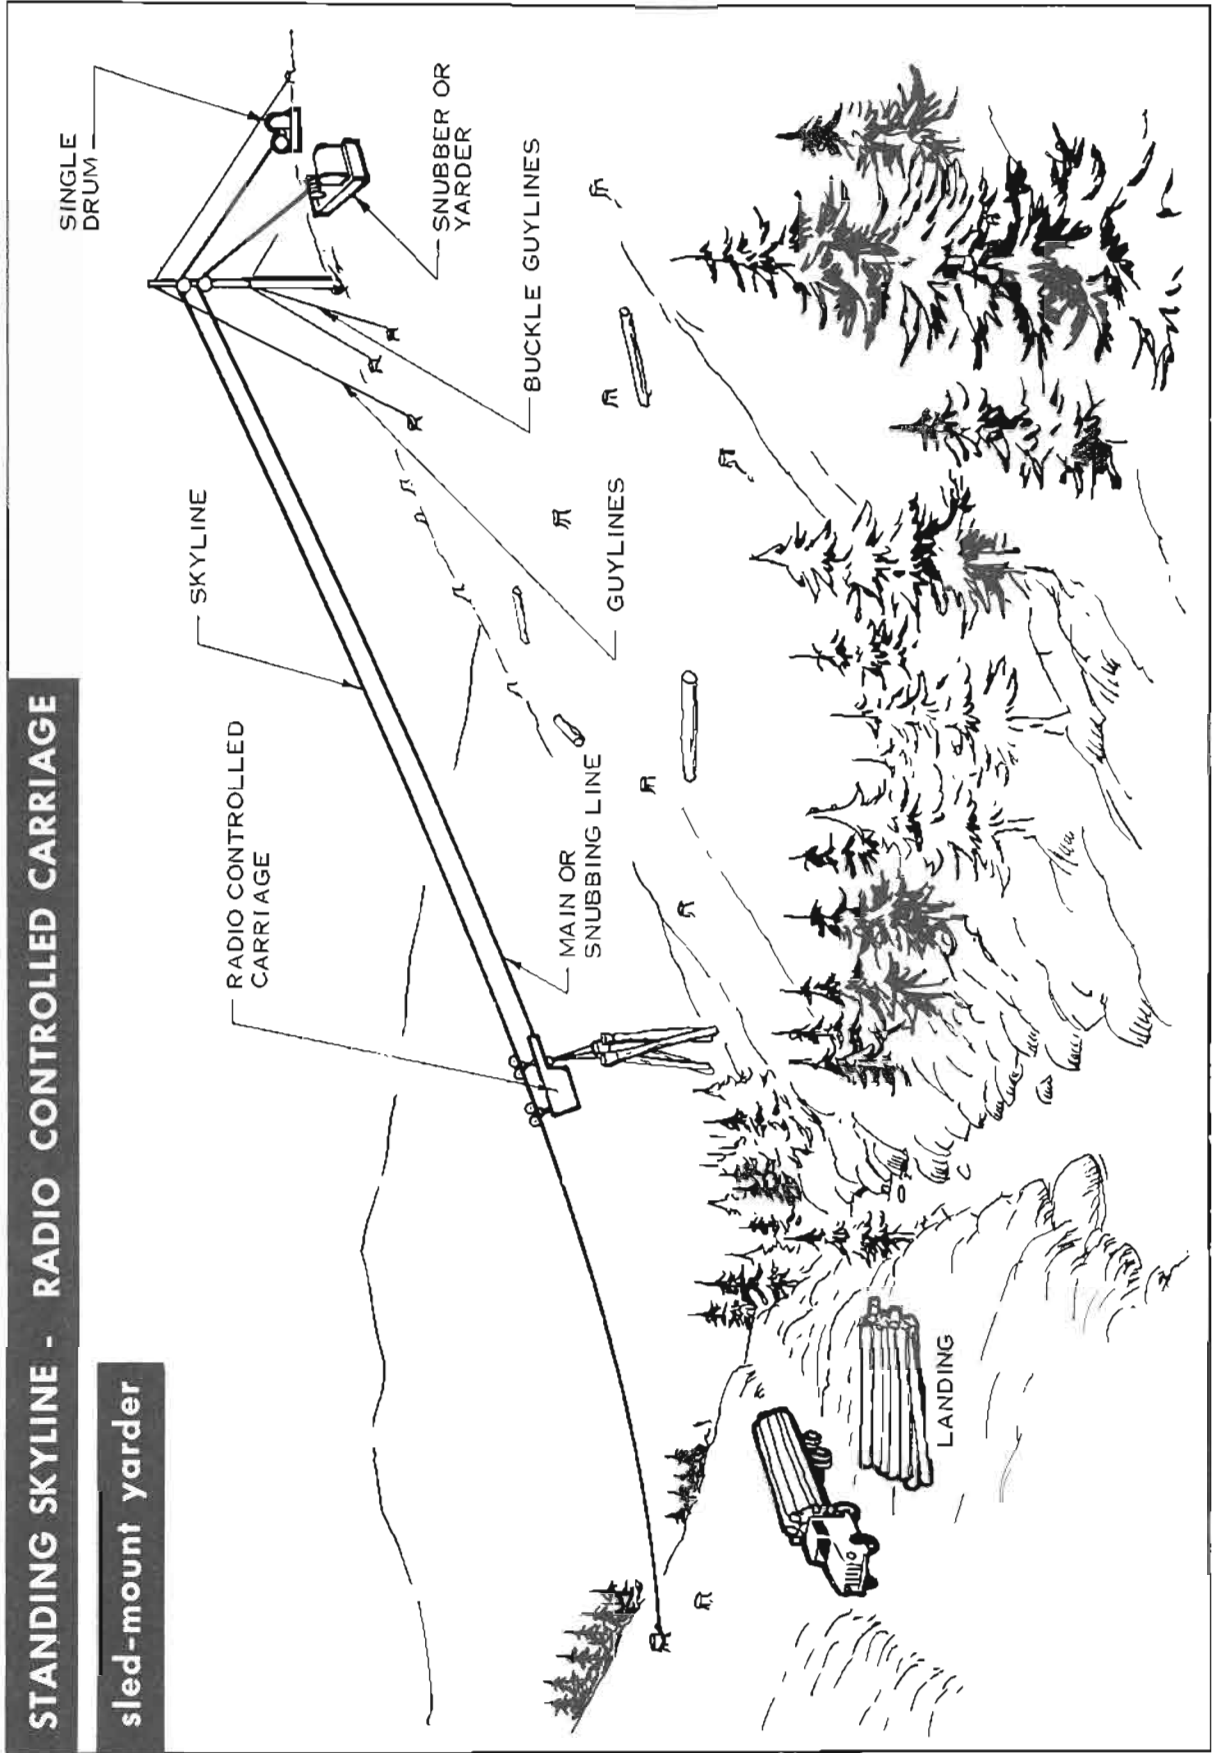 STANDING SKYLINE - RADIO CONTROLLED CARRIAGE
sled-mount yarder
SINGLE
DRUM
SKYLINE
RADIO CONTROLLED
CARRIAGE
SNUBBER OR
YARDER
BUCKLE GUYLINES
GUYLINES
MAIN OR
SNUBBING LINE
LANDING